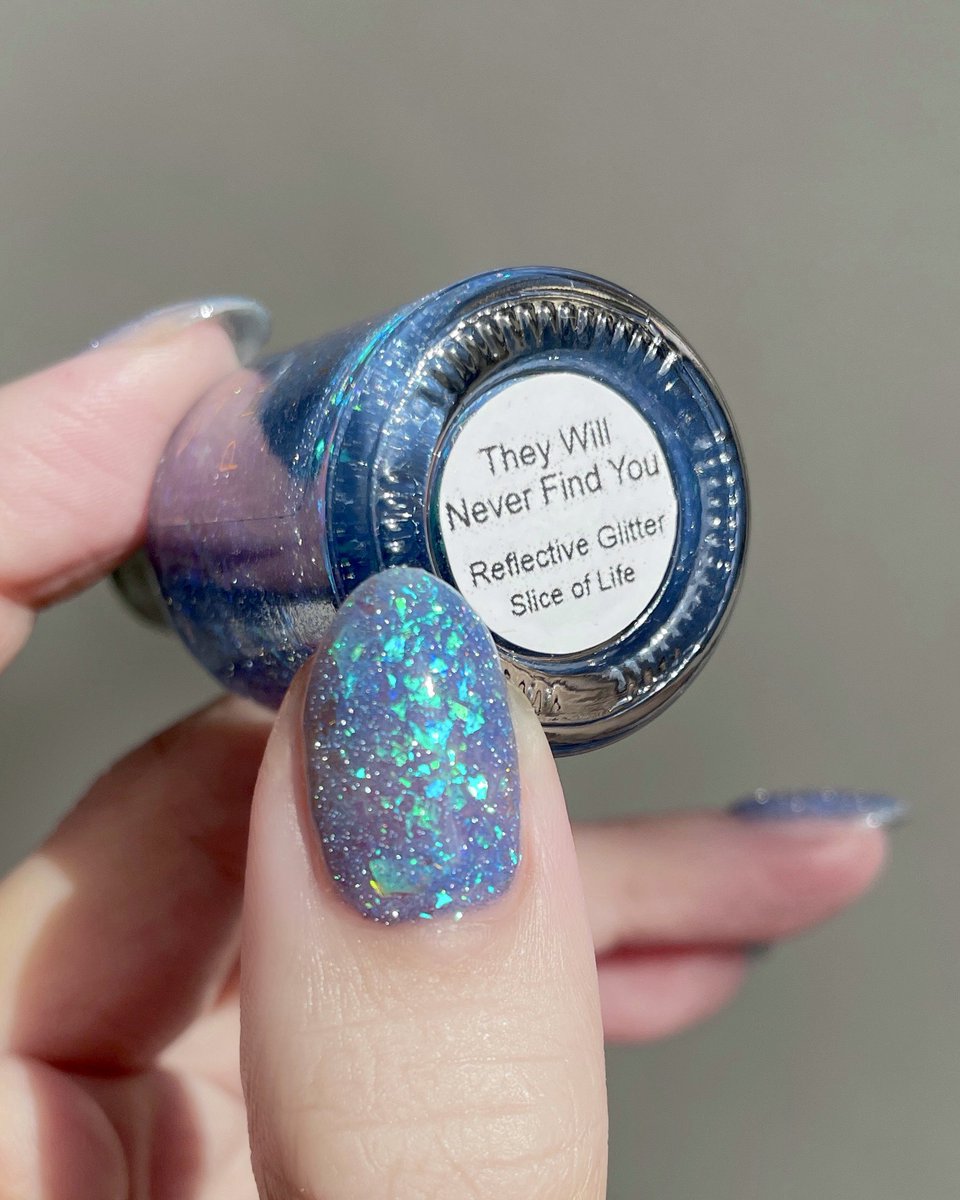 They Will
Never Find You
Reflective Glitter
Slice of Life